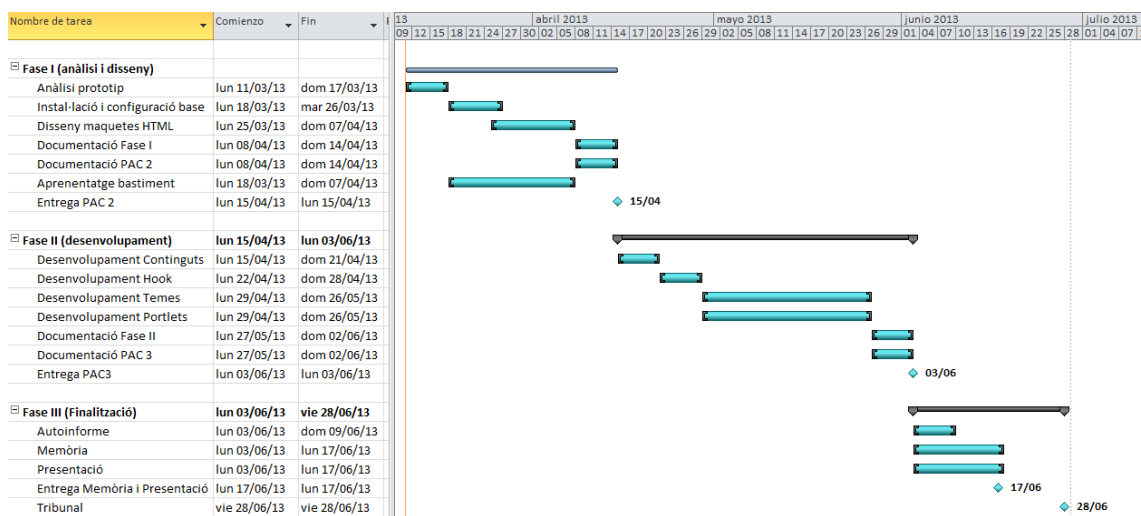 Nombre de tarea Comienzo Fin
13 abril 2013 mayo 2013 junio 2013 julio 2013
09 12 15 18 21 24 27 30 02 05 08 11 14 17 20 23 26 29 02 05 08 11 14 17 20 23 26 29 01 04 07 10 13 16 19 22 25 28 01 04 07
Fase I (anàlisi i disseny)
Anàlisi prototip lun 11/03/13 dom 17/03/13
Instal·lació i configuració base lun 18/03/13 mar 26/03/13
Disseny maquetes HTML lun 25/03/13 dom 07/04/13
Documentació Fase I lun 08/04/13 dom 14/04/13
Documentació PAC 2 lun 08/04/13 dom 14/04/13
Aprenentatge bastiment lun 18/03/13 dom 07/04/13
Entrega PAC 2 lun 15/04/13 lun 15/04/13 15/04
Fase II (desenvolupament) lun 15/04/13 lun 03/06/13
Desenvolupament Continguts lun 15/04/13 dom 21/04/13
Desenvolupament Hook lun 22/04/13 dom 28/04/13
Desenvolupament Temes lun 29/04/13 dom 26/05/13
Desenvolupament Portlets lun 29/04/13 dom 26/05/13
Documentació Fase II lun 27/05/13 dom 02/06/13
Documentació PAC 3 lun 27/05/13 dom 02/06/13
Entrega PAC3 lun 03/06/13 lun 03/06/13 03/06
Fase III (Finalització) lun 03/06/13 vie 28/06/13
Autoinforme lun 03/06/13 dom 09/06/13
Memòria lun 03/06/13 lun 17/06/13
Presentació lun 03/06/13 lun 17/06/13
Entrega Memòria i Presentació lun 17/06/13 lun 17/06/13 17/06
Tribunal vie 28/06/13 vie 28/06/13 28/06